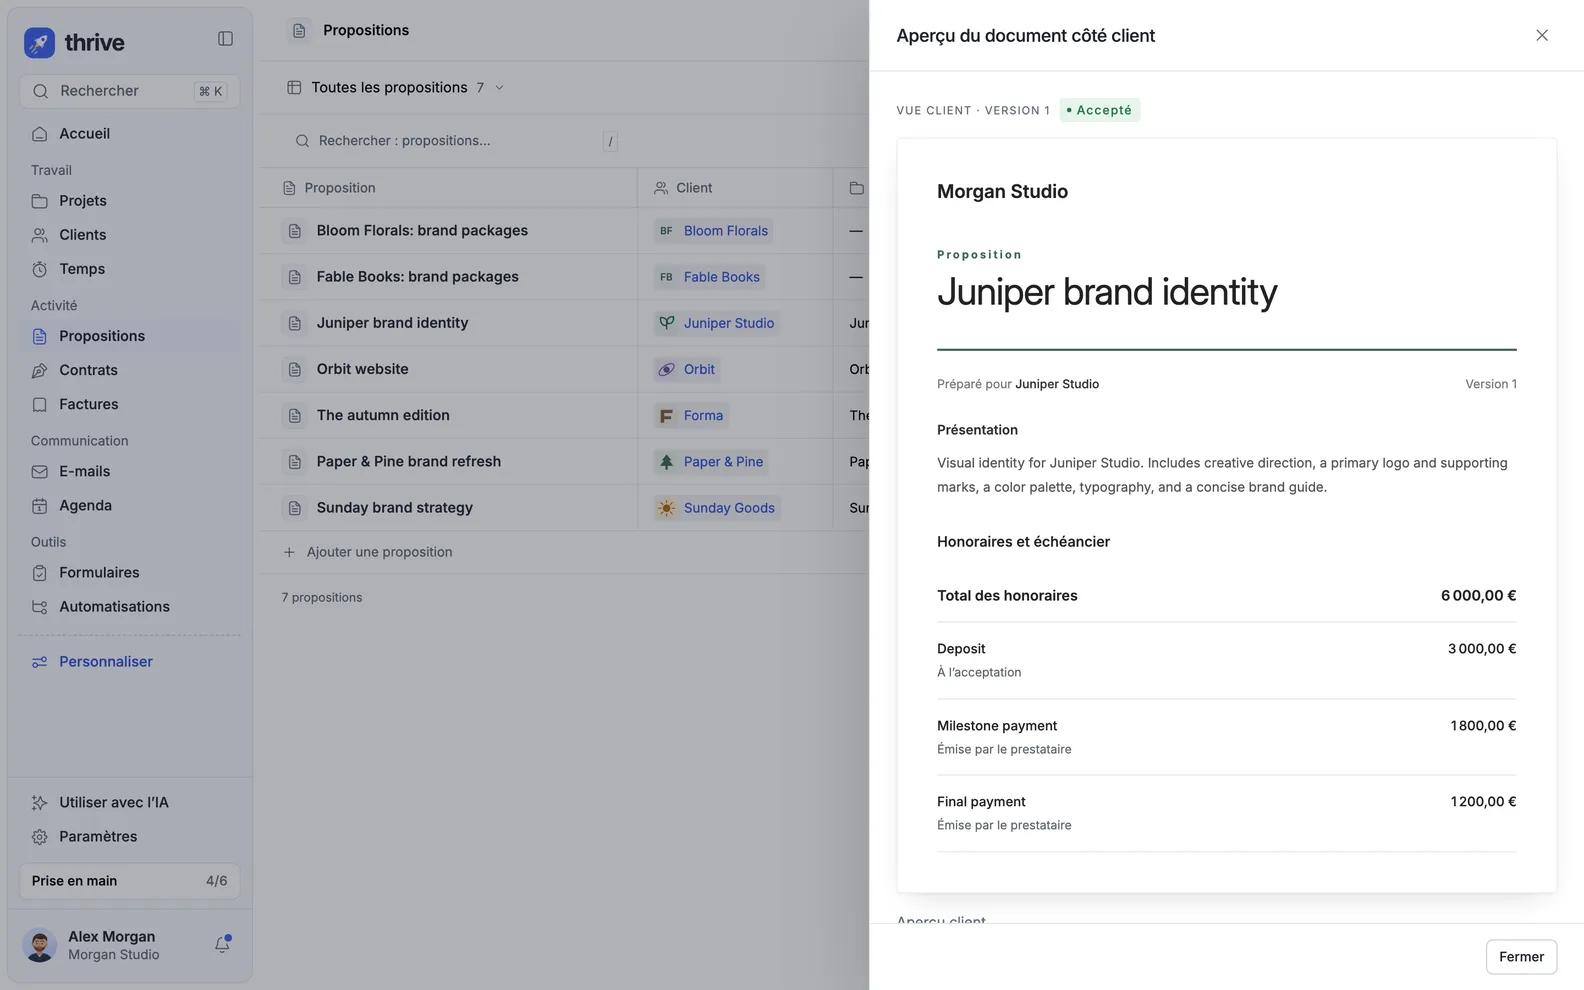 thrive
Rechercher
⌘ K
Accueil
Travail
Projets
Clients
Temps
Activité
Propositions
Contrats
Factures
Communication
E-mails
Agenda
Outils
Formulaires
Automatisations
Personnaliser
Utiliser avec l’IA
Paramètres
Prise en main 4/6
Alex Morgan
Morgan Studio
Propositions
Toutes les propositions 7
Rechercher : propositions... /
Proposition Client
Bloom Florals: brand packages BF Bloom Florals —
Fable Books: brand packages FB Fable Books —
Juniper brand identity Juniper Studio Jun
Orbit website Orbit Orb
The autumn edition Forma The
Paper & Pine brand refresh Paper & Pine Pap
Sunday brand strategy Sunday Goods Sun
Ajouter une proposition
7 propositions
Aperçu du document côté client
VUE CLIENT · VERSION 1 • Accepté
Morgan Studio
Proposition
Juniper brand identity
Préparé pour Juniper Studio Version 1
Présentation
Visual identity for Juniper Studio. Includes creative direction, a primary logo and supporting
marks, a color palette, typography, and a concise brand guide.
Honoraires et échéancier
Total des honoraires 6 000,00 €
Deposit 3 000,00 €
À l’acceptation
Milestone payment 1 800,00 €
Émise par le prestataire
Final payment 1 200,00 €
Émise par le prestataire
Aperçu client
Fermer